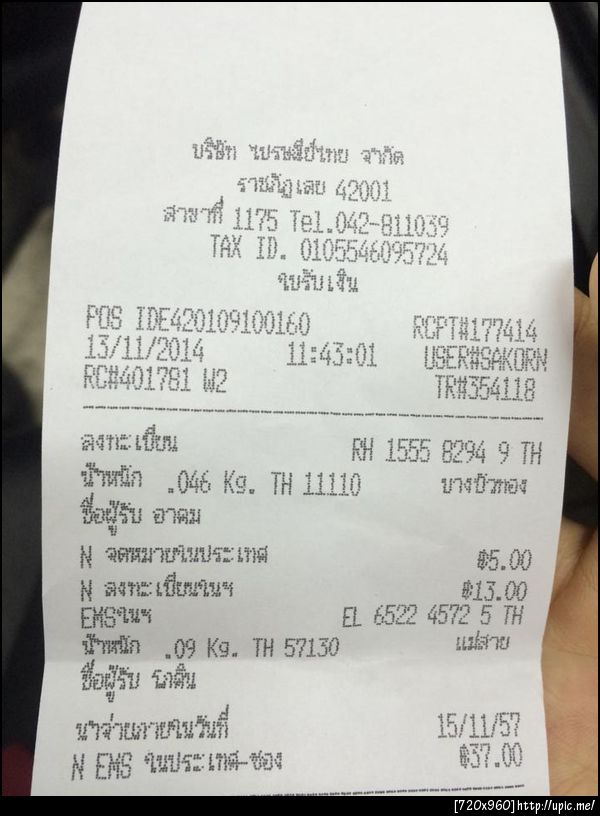 บริษัท ไปรษณีย์ไทย จำกัด
ราชภัฏเลย 42001
สาขาที่ 1175 Tel.042-811039
TAX ID. 0105546095724
ใบรับเงิน
POS IDE420109100160 RCPT#177414
13/11/2014 11:43:01 USER#SAKORN
RC#401781 W2 TR#354118
ลงทะเบียน RH 1555 8294 9 TH
น้ำหนัก .046 Kg. TH 11110 บางบัวทอง
ชื่อผู้รับ อาคม
N จดหมายในประเทศ ฿5.00
N ลงทะเบียนในฯ ฿13.00
EMSในฯ EL 6522 4572 5 TH
น้ำหนัก .09 Kg. TH 57130 แม่สาย
ชื่อผู้รับ โภคิน
นำจ่ายภายในวันที่ 15/11/57
N EMS ในประเทศ-ซอง ฿37.00
[720x960]http://upic.me/